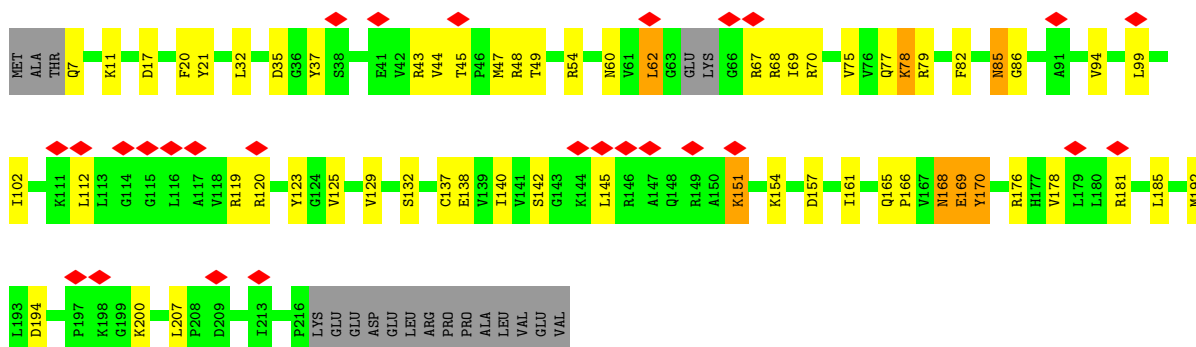 MET ALA THR Q7 K11 D17 F20 Y21 L32 D35 G36 Y37 S38 E41 V42 R43 V44 T45 P46 M47 R48 T49 R54 N60 V61 L62 G63 GLU LYS G66 R67 R68 I69 R70 V75 V76 Q77 K78 R79 F82 N85 G86 A91 V94 L99
I102 K111 L112 L113 G114 G115 L116 A117 V118 R119 R120 Y123 G124 V125 V129 S132 C137 E138 V139 I140 V141 S142 G143 K144 L145 R146 A147 Q148 R149 A150 K151 K154 D157 I161 Q165 P166 V167 N168 E169 Y170 R176 H177 V178 L179 L180 R181 L185 M192
L193 D194 P197 K198 G199 K200 L207 P208 D209 I213 P216 LYS GLU GLU ASP GLU LEU ARG PRO PRO ALA LEU VAL GLU VAL